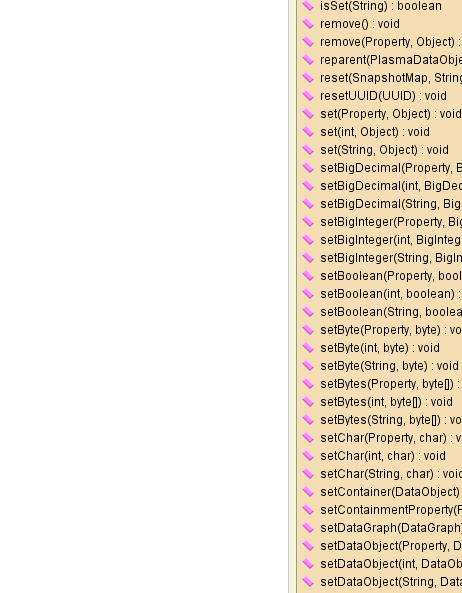 isSet(String) : boolean
remove() : void
remove(Property, Object) :
reparent(PlasmaDataObje
reset(SnapshotMap, String
resetUUID(UUID) : void
set(Property, Object) : void
set(int, Object) : void
set(String, Object) : void
setBigDecimal(Property, B
setBigDecimal(int, BigDec
setBigDecimal(String, Big
setBigInteger(Property, Big
setBigInteger(int, BigInteg
setBigInteger(String, BigIn
setBoolean(Property, bool
setBoolean(int, boolean) :
setBoolean(String, boolea
setByte(Property, byte) : vo
setByte(int, byte) : void
setByte(String, byte) : void
setBytes(Property, byte[]) :
setBytes(int, byte[]) : void
setBytes(String, byte[]) : vo
setChar(Property, char) : v
setChar(int, char) : void
setChar(String, char) : void
setContainer(DataObject)
setContainmentProperty(P
setDataGraph(DataGraph)
setDataObject(Property, D
setDataObject(int, DataOb
setDataObject(String, Data